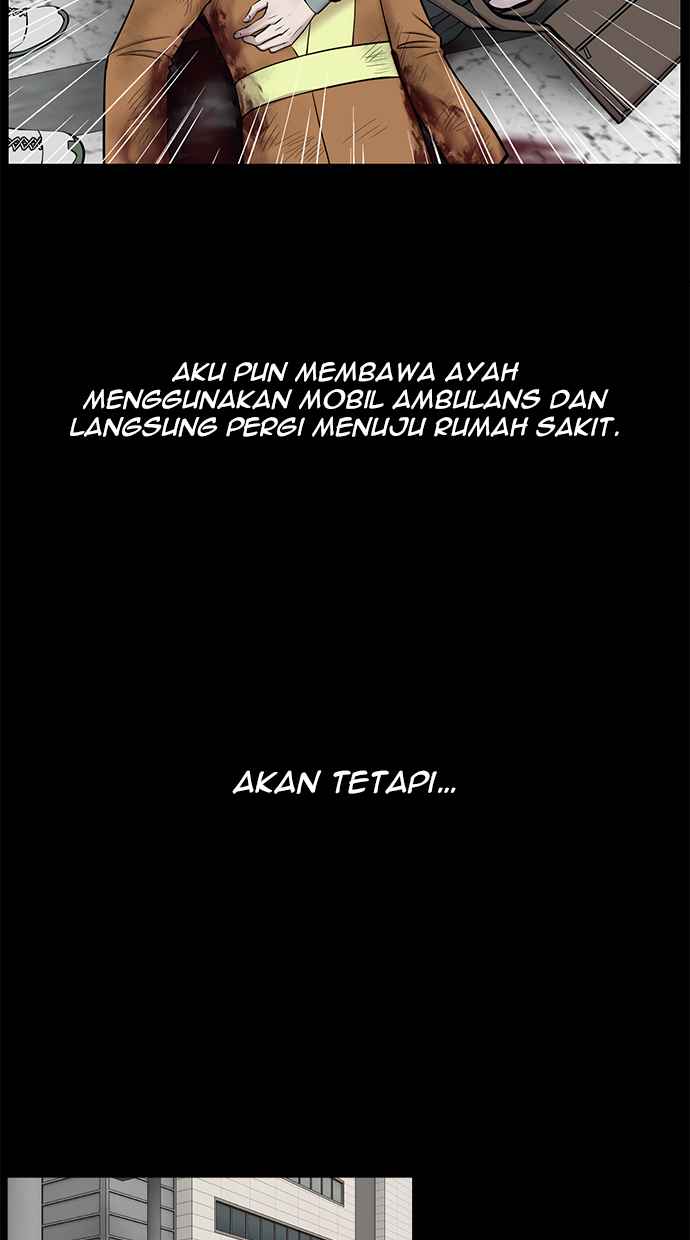 AKU PUN MEMBAWA AYAH
MENGGUNAKAN MOBIL AMBULANS DAN
LANGSUNG PERGI MENUJU RUMAH SAKIT.
AKAN TETAPI...